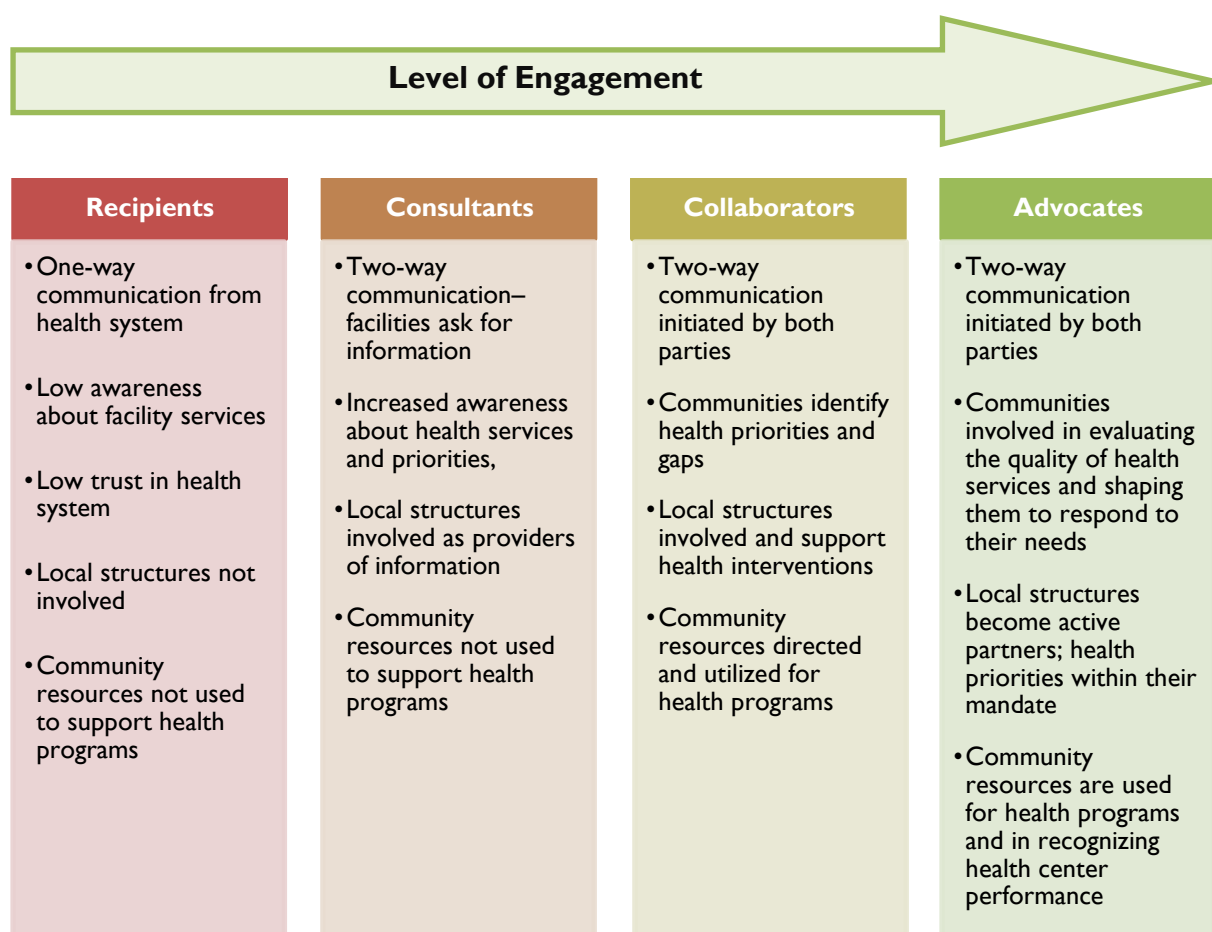 Level of Engagement
Recipients
•One-way
communication from
health system
•Low awareness
about facility services
•Low trust in health
system
•Local structures not
involved
•Community
resources not used
to support health
programs
Consultants
•Two-way
communication–
facilities ask for
information
•Increased awareness
about health services
and priorities,
•Local structures
involved as providers
of information
•Community
resources not used
to support health
programs
Collaborators
•Two-way
communication
initiated by both
parties
•Communities identify
health priorities and
gaps
•Local structures
involved and support
health interventions
•Community
resources directed
and utilized for
health programs
Advocates
•Two-way
communication
initiated by both
parties
•Communities
involved in evaluating
the quality of health
services and shaping
them to respond to
their needs
•Local structures
become active
partners; health
priorities within their
mandate
•Community
resources are used
for health programs
and in recognizing
health center
performance